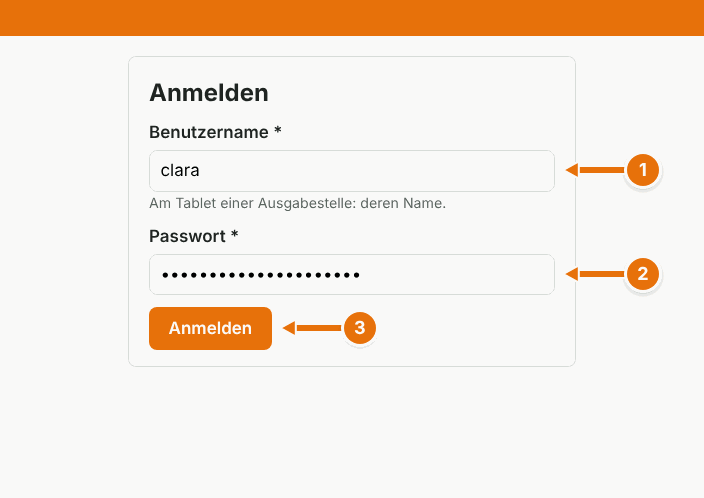 Anmelden
Benutzername *
clara
1
Am Tablet einer Ausgabestelle: deren Name.
Passwort *
•••••••••••••••••••••
2
Anmelden
3